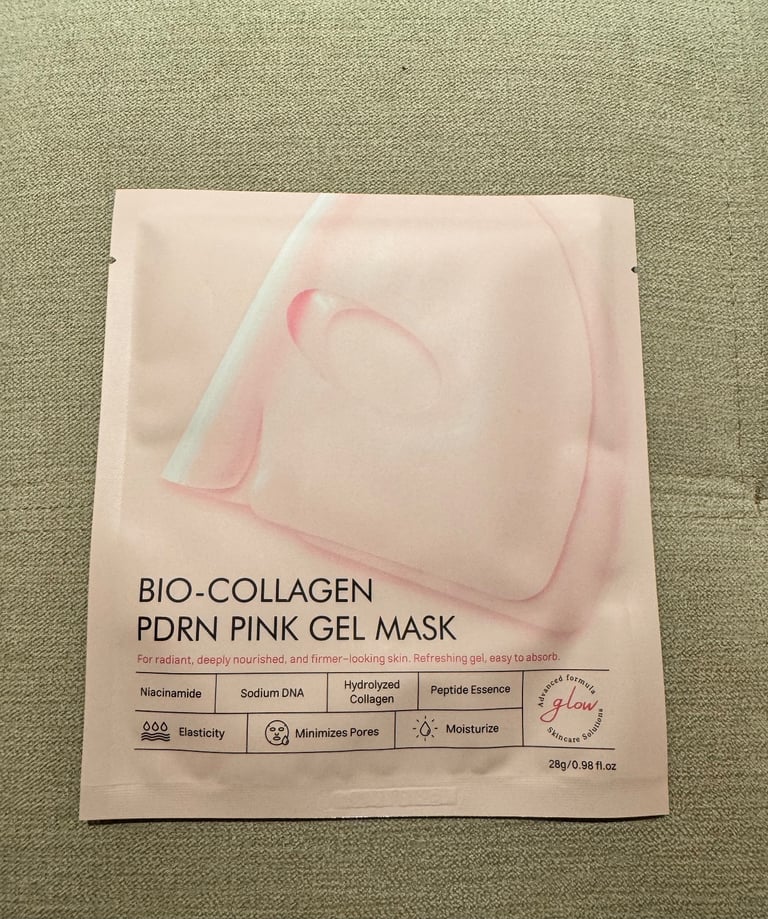 BIO-COLLAGEN
PDRN PINK GEL MASK
For radiant, deeply nourished, and firmer-looking skin. Refreshing gel, easy to absorb.
Niacinamide
Sodium DNA
Hydrolyzed
Collagen
Peptide Essence
Elasticity
Minimizes Pores
Moisturize
Advanced formula
glow
Skincare Solutions
28g/0.98 fl.oz